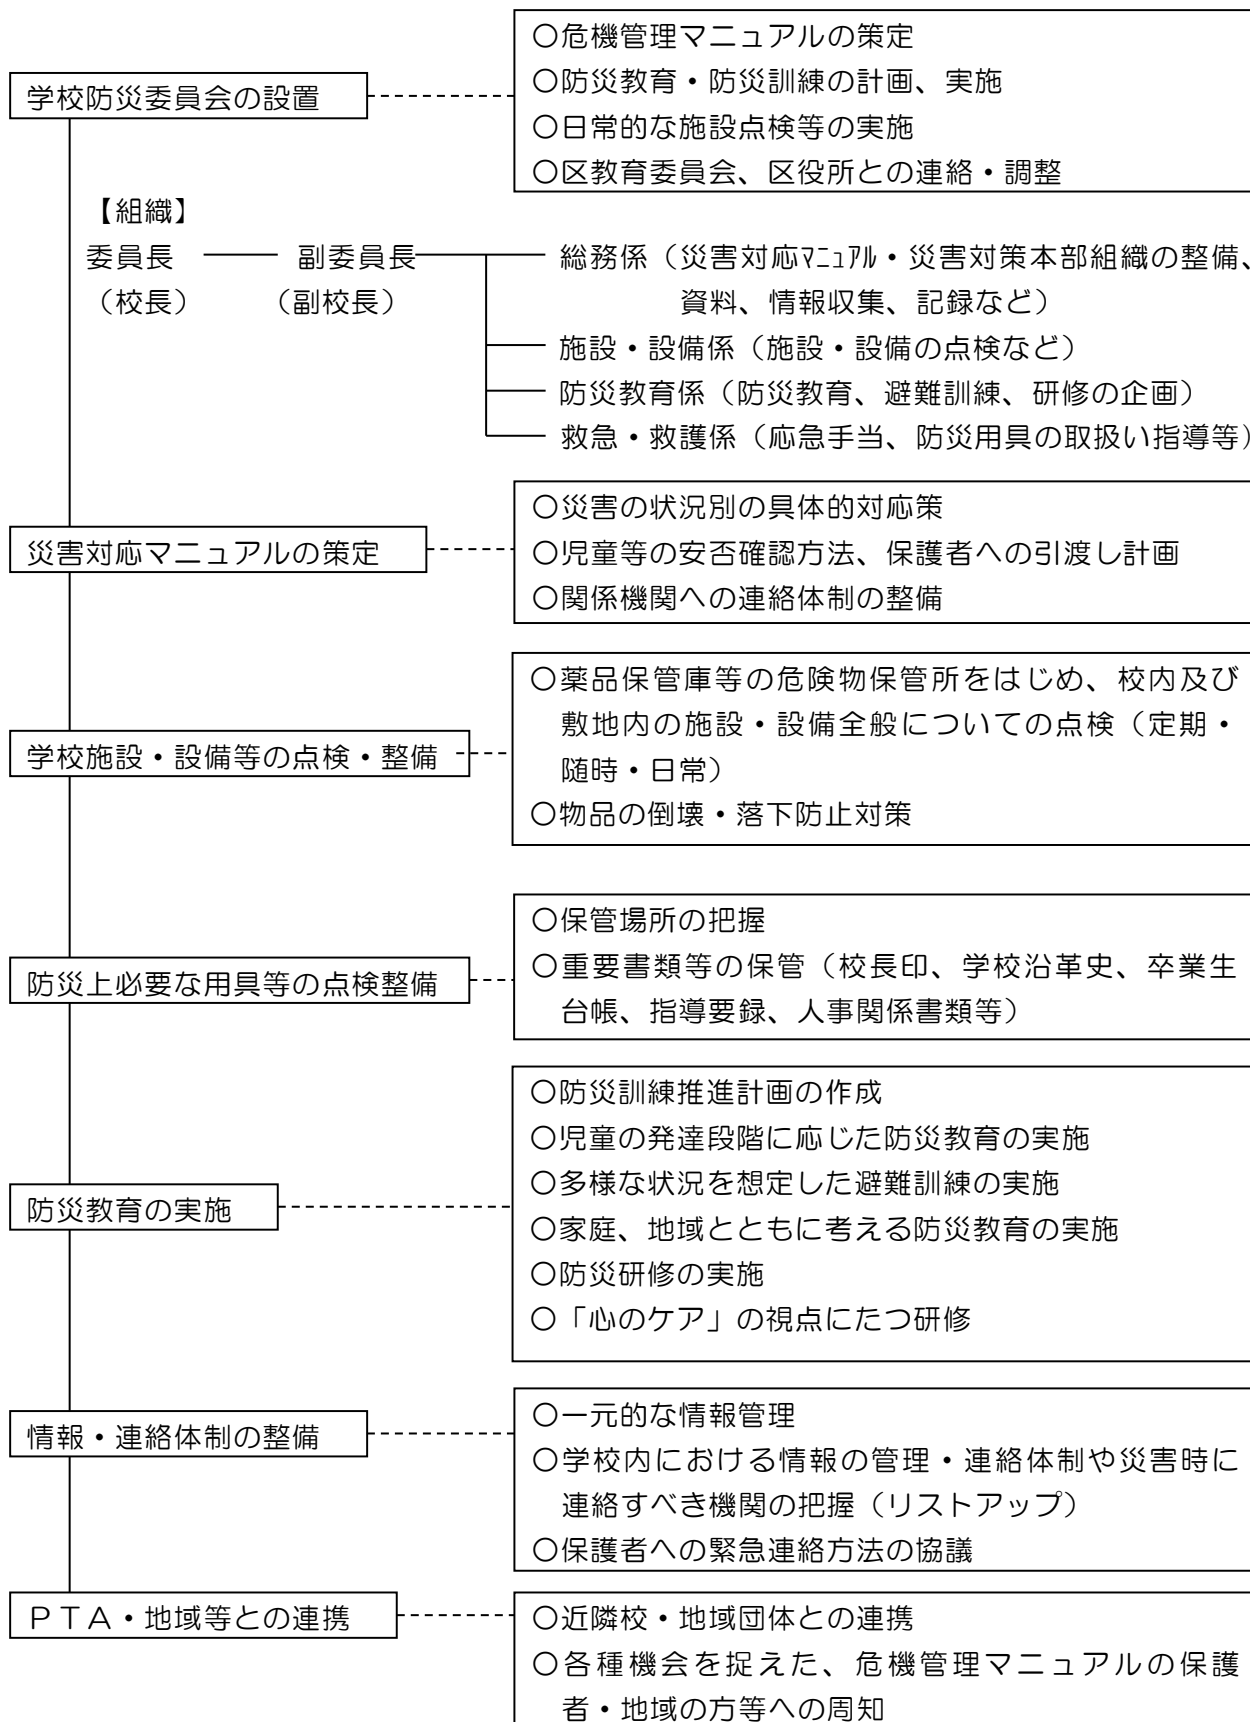 学校防災委員会の設置
〇危機管理マニュアルの策定
〇防災教育・防災訓練の計画、実施
〇日常的な施設点検等の実施
〇区教育委員会、区役所との連絡・調整
【組織】
委員長 副委員長 総務係（災害対応ﾏﾆｭｱﾙ・災害対策本部組織の整備、
（校長） （副校長） 資料、情報収集、記録など）
施設・設備係（施設・設備の点検など）
防災教育係（防災教育、避難訓練、研修の企画）
救急・救護係（応急手当、防災用具の取扱い指導等）
災害対応マニュアルの策定
〇災害の状況別の具体的対応策
〇児童等の安否確認方法、保護者への引渡し計画
〇関係機関への連絡体制の整備
学校施設・設備等の点検・整備
〇薬品保管庫等の危険物保管所をはじめ、校内及び
敷地内の施設・設備全般についての点検（定期・
随時・日常）
〇物品の倒壊・落下防止対策
防災上必要な用具等の点検整備
〇保管場所の把握
〇重要書類等の保管（校長印、学校沿革史、卒業生
台帳、指導要録、人事関係書類等）
防災教育の実施
〇防災訓練推進計画の作成
〇児童の発達段階に応じた防災教育の実施
〇多様な状況を想定した避難訓練の実施
〇家庭、地域とともに考える防災教育の実施
〇防災研修の実施
〇「心のケア」の視点にたつ研修
情報・連絡体制の整備
〇一元的な情報管理
〇学校内における情報の管理・連絡体制や災害時に
連絡すべき機関の把握（リストアップ）
〇保護者への緊急連絡方法の協議
ＰＴＡ・地域等との連携
〇近隣校・地域団体との連携
〇各種機会を捉えた、危機管理マニュアルの保護
者・地域の方等への周知